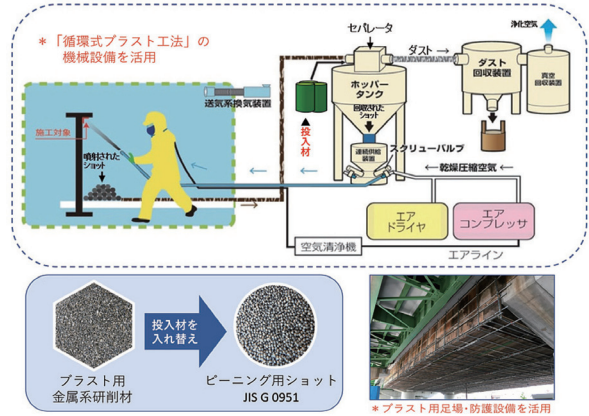 ＊「循環式ブラスト工法」の
機械設備を活用
セパレータ
ダスト →
浄化空気
ダスト
回収装置
真空
回収装置
送気系換気装置
ホッパー
タンク
回収された
ショット
投入材
施工対象
噴射された
ショット
連続供給
装置
スクリューバルブ
乾燥圧縮空気
エア
ドライヤ
エア
コンプレッサ
空気清浄機
エアライン
ブラスト用
金属系研削材
投入材を
入れ替え
ピーニング用ショット
JIS G 0951
＊ブラスト用足場・防護設備を活用